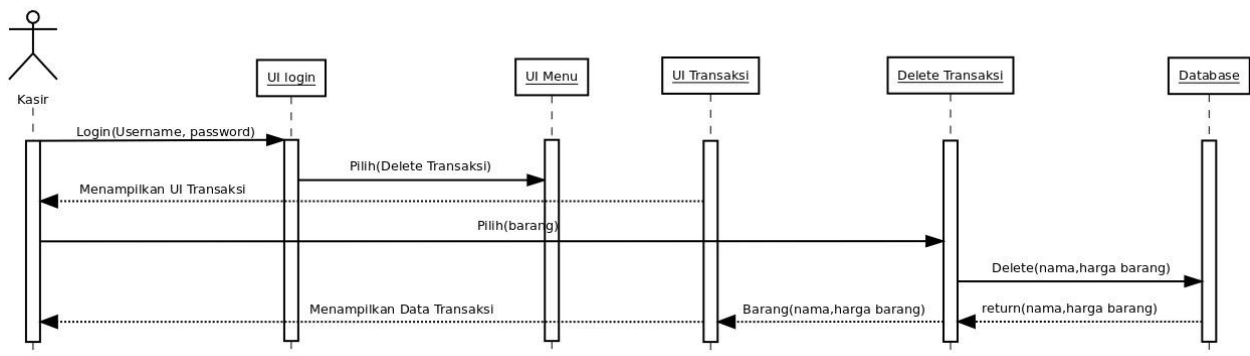 UI login
UI Menu
UI Transaksi
Delete Transaksi
Database
Kasir
Login(Username, password)
Pilih(Delete Transaksi)
Menampilkan UI Transaksi
Pilih(barang)
Delete(nama,harga barang)
Menampilkan Data Transaksi
Barang(nama,harga barang)
return(nama,harga barang)